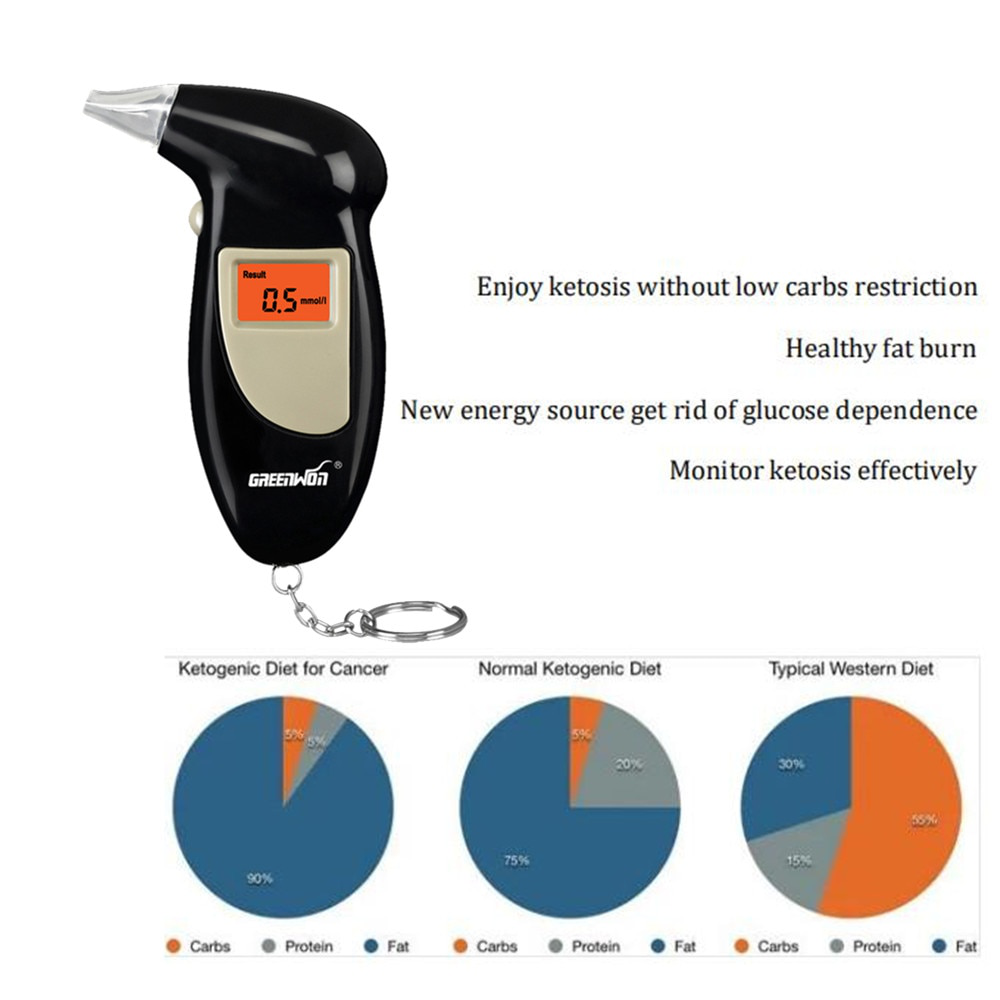 Result
0.5 mmol/l
GREENWON ®
Enjoy ketosis without low carbs restriction
Healthy fat burn
New energy source get rid of glucose dependence
Monitor ketosis effectively
Ketogenic Diet for Cancer
5%
5%
90%
Carbs Protein Fat
Normal Ketogenic Diet
5%
20%
75%
Carbs Protein Fat
Typical Western Diet
30%
55%
15%
Carbs Protein Fat